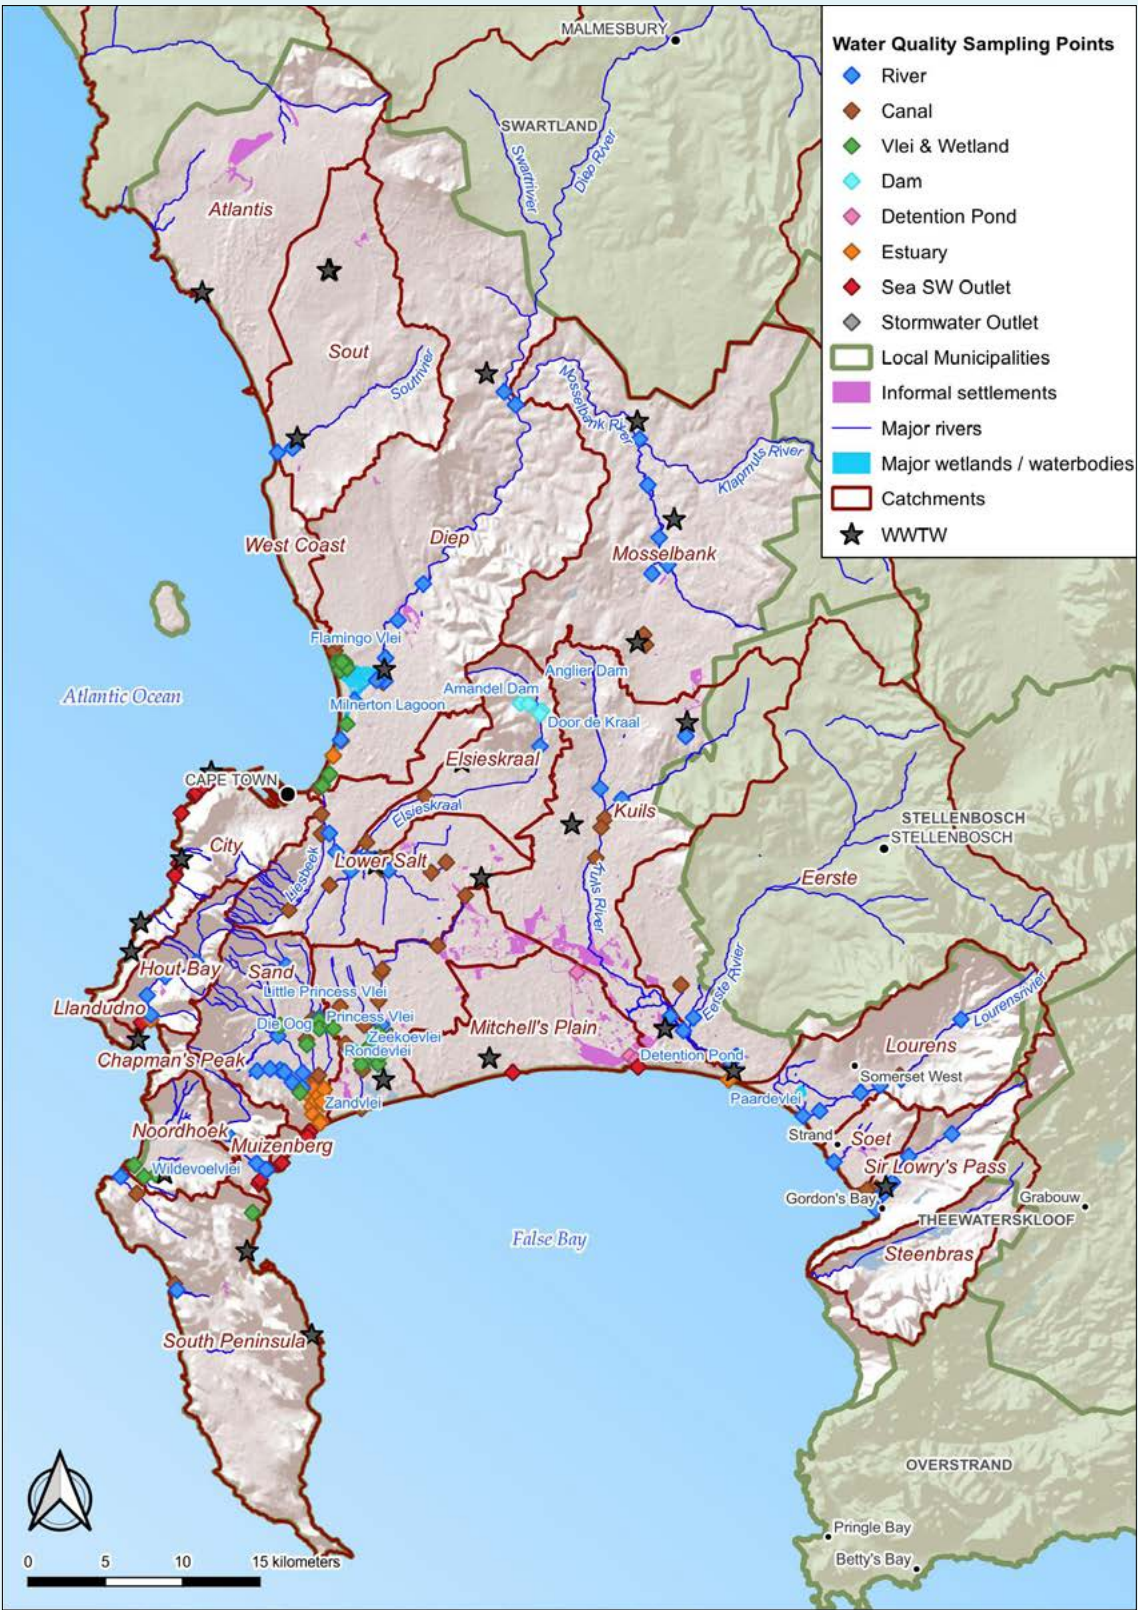 MALMESBURY
SWARTLAND
Swartrivier
Diep River
Atlantis
Sout
Soutrivier
Mosselbank River
Klapmuts River
West Coast
Diep
Mosselbank
Flamingo Vlei
Atlantic Ocean
Milnerton Lagoon
Amandel Dam
Anglier Dam
Door de Kraal
Elsieskraal
CAPE TOWN
Elsieskraal
Kuils
City
Liesbeek
Lower Salt
Kuils River
STELLENBOSCH
STELLENBOSCH
Eerste
Eerste Rivier
Hout Bay
Sand
Little Princess Vlei
Llandudno
Die Oog
Princess Vlei
Zeekoevlei
Rondevlei
Mitchell's Plain
Detention Pond
Lourensrivier
Lourens
Chapman's Peak
Zandvlei
Somerset West
Paardevlei
Strand
Soet
Noordhoek
Muizenberg
Wildevoelvlei
Sir Lowry's Pass
Gordon's Bay
Grabouw
THEEWATERSKLOOF
Steenbras
False Bay
South Peninsula
OVERSTRAND
Pringle Bay
Betty's Bay
0 5 10 15 kilometers
Water Quality Sampling Points
River
Canal
Vlei & Wetland
Dam
Detention Pond
Estuary
Sea SW Outlet
Stormwater Outlet
Local Municipalities
Informal settlements
Major rivers
Major wetlands / waterbodies
Catchments
WWTW